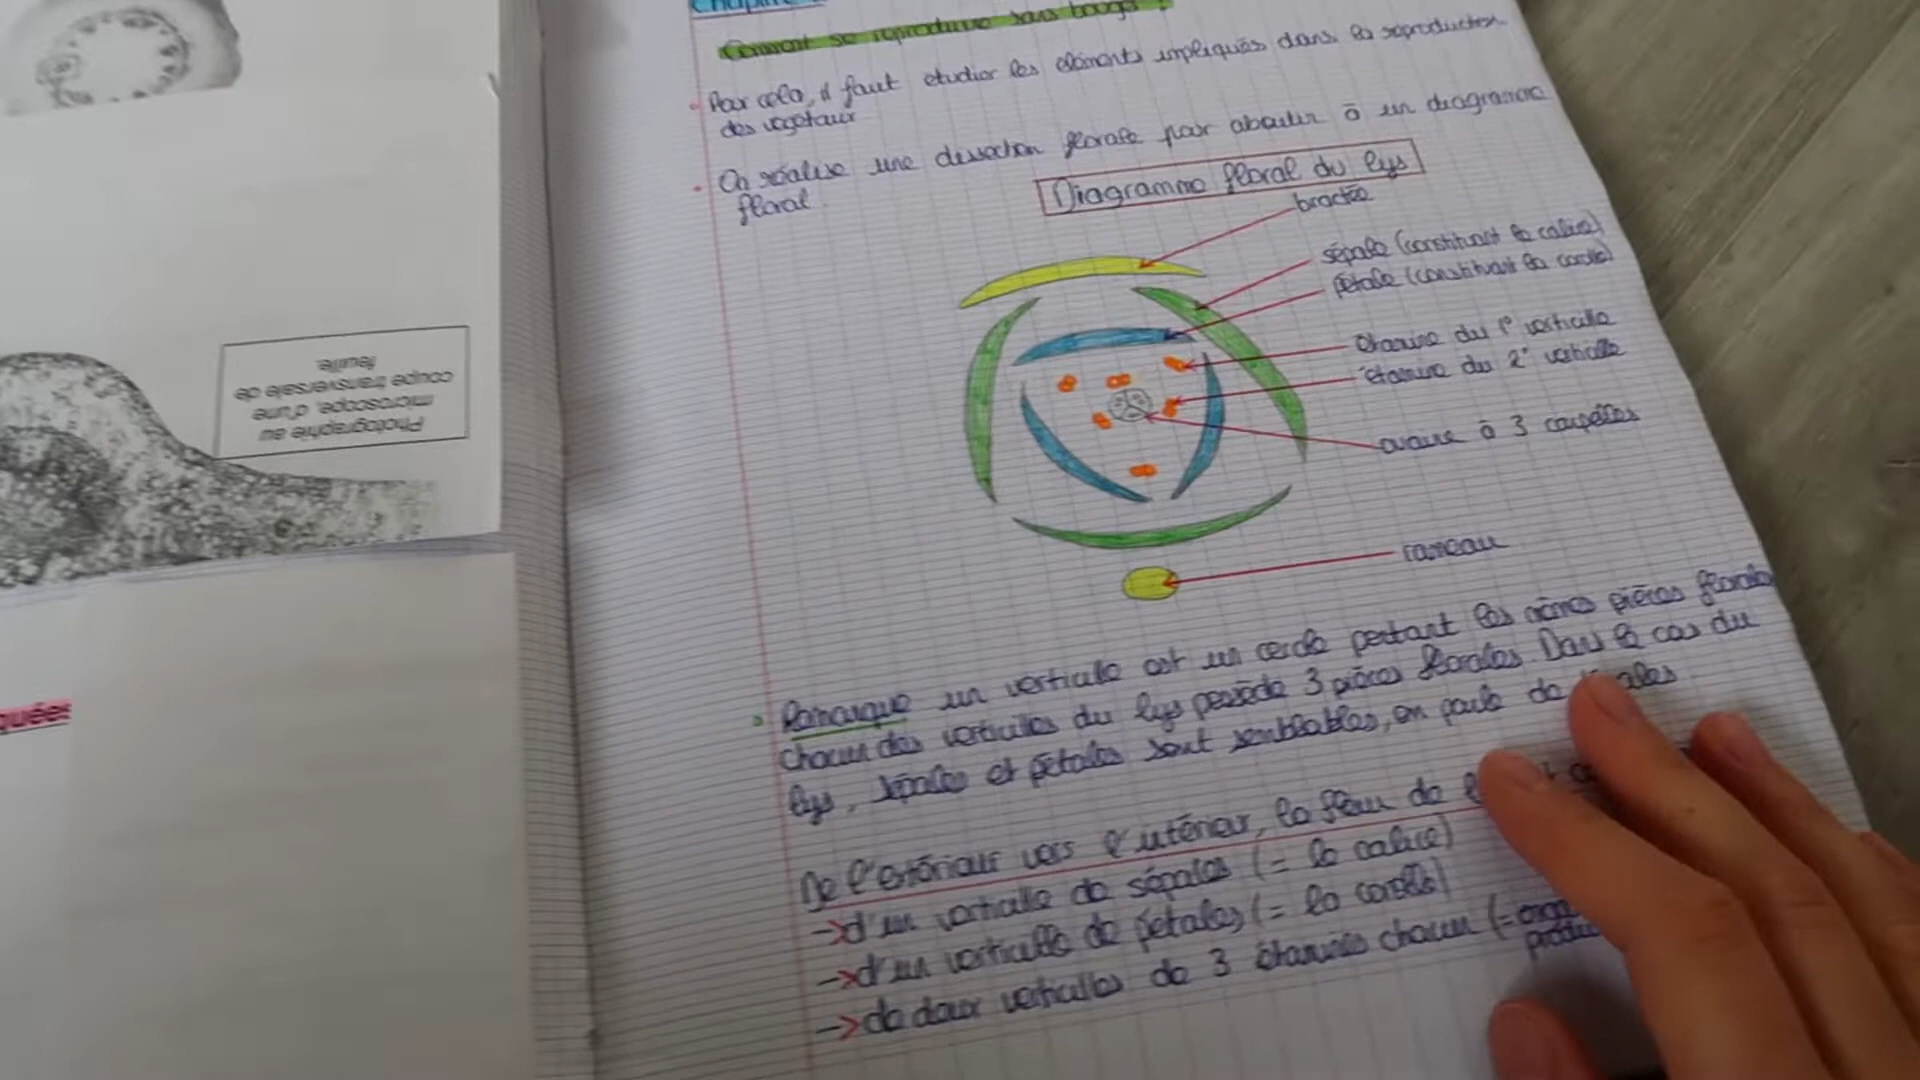 Comment se reproduire sans bouger ?
Pour cela, il faut étudier les éléments impliqués dans la reproduction
des végétaux
On réalise une dissection florale pour aboutir à un diagramme
floral
Diagramme floral du lys
bractée
sépale (constituant le calice)
pétale (constituant la corolle)
étamine du 1° verticille
étamine du 2° verticille
ovaire à 3 carpelles
rameau
Photographie au
microscope, d'une
coupe transversale de
feuille.
quées
Remarque un verticille est un cercle portant les mêmes pièces florales
Chacun des verticilles du lys possède 3 pièces florales. Dans le cas du
lys, sépales et pétales sont semblables, on parle de
De l'extérieur vers l'intérieur, la fleur de
-> d'un verticille de sépales (= le calice)
-> d'un verticille de pétales (= la corolle)
-> de deux verticilles de 3 étamines chacun (=